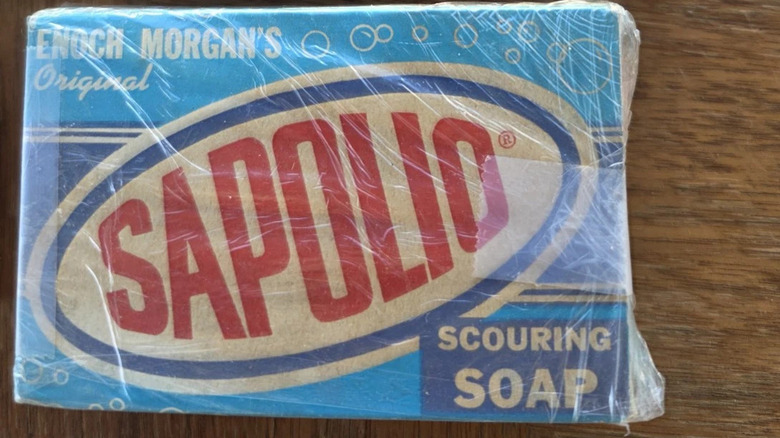 ENOCH MORGAN'S
Original
SAPOLIO®
SCOURING
SOAP